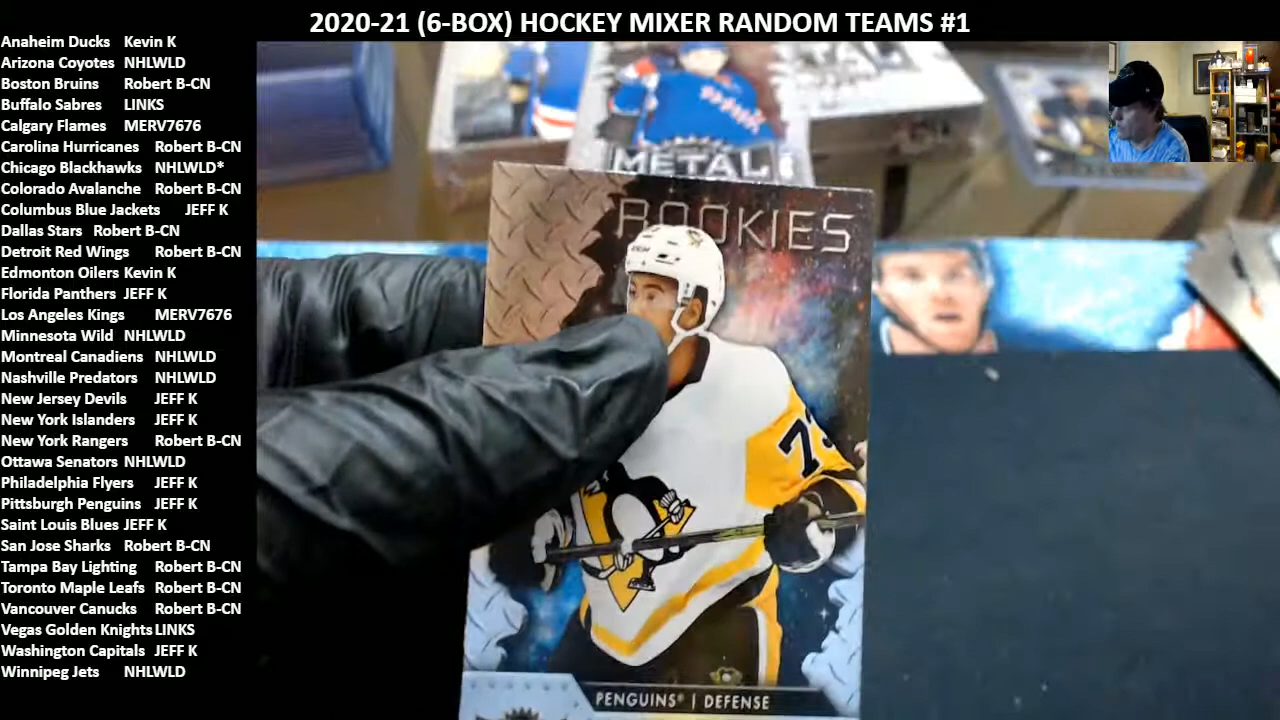 2020-21 (6-BOX) HOCKEY MIXER RANDOM TEAMS #1
Anaheim Ducks Kevin K
Arizona Coyotes NHLWLD
Boston Bruins Robert B-CN
Buffalo Sabres LINKS
Calgary Flames MERV7676
Carolina Hurricanes Robert B-CN
Chicago Blackhawks NHLWLD*
Colorado Avalanche Robert B-CN
Columbus Blue Jackets JEFF K
Dallas Stars Robert B-CN
Detroit Red Wings Robert B-CN
Edmonton Oilers Kevin K
Florida Panthers JEFF K
Los Angeles Kings MERV7676
Minnesota Wild NHLWLD
Montreal Canadiens NHLWLD
Nashville Predators NHLWLD
New Jersey Devils JEFF K
New York Islanders JEFF K
New York Rangers Robert B-CN
Ottawa Senators NHLWLD
Philadelphia Flyers JEFF K
Pittsburgh Penguins JEFF K
Saint Louis Blues JEFF K
San Jose Sharks Robert B-CN
Tampa Bay Lighting Robert B-CN
Toronto Maple Leafs Robert B-CN
Vancouver Canucks Robert B-CN
Vegas Golden Knights LINKS
Washington Capitals JEFF K
Winnipeg Jets NHLWLD
METAL
ROOKIES
73
PENGUINS® | DEFENSE